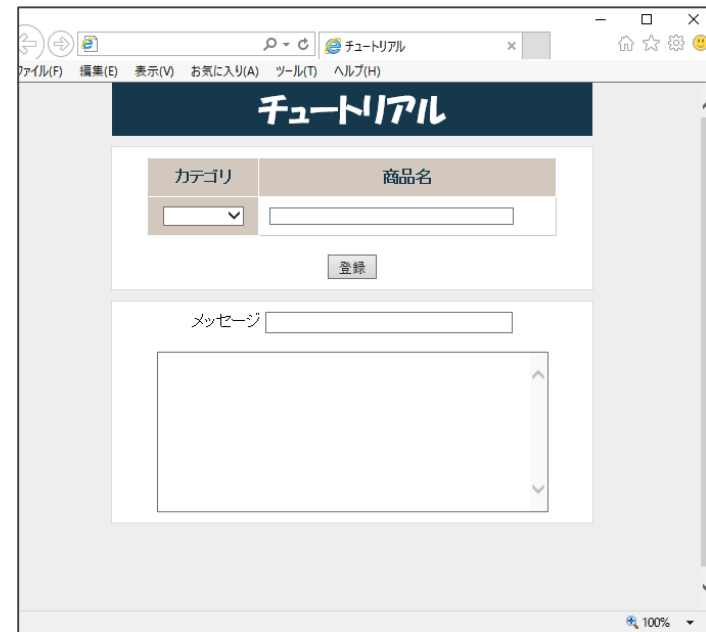 チュートリアル
ファイル(F) 編集(E) 表示(V) お気に入り(A) ツール(T) ヘルプ(H)
チュートリアル
カテゴリ 商品名
登録
メッセージ
100%